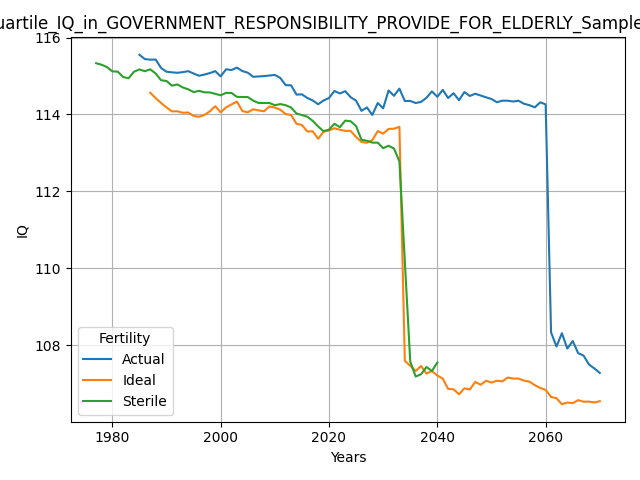 uartile_IQ_in_GOVERNMENT_RESPONSIBILITY_PROVIDE_FOR_ELDERLY_Sample
116
114
112
110
108
IQ
Fertility
Actual
Ideal
Sterile
1980 2000 2020 2040 2060
Years